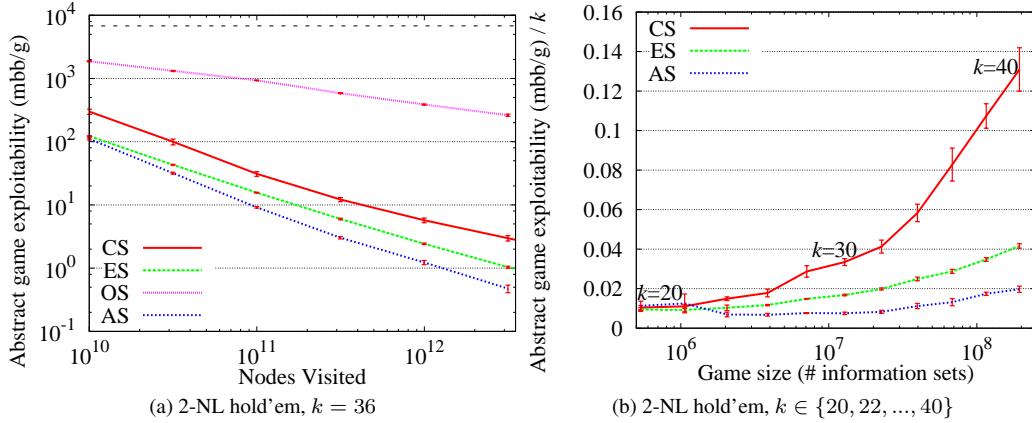 Abstract game exploitability (mbb/g)
10^4
10^3
10^2
10^1
10^0
10^-1
CS
ES
OS
AS
10^10
10^11
10^12
Nodes Visited
(a) 2-NL hold'em, k = 36
Abstract game exploitability (mbb/g) / k
0.16
0.14
0.12
0.1
0.08
0.06
0.04
0.02
0
CS
ES
AS
k=40
k=30
k=20
10^6
10^7
10^8
Game size (# information sets)
(b) 2-NL hold'em, k ∈ {20, 22, ..., 40}